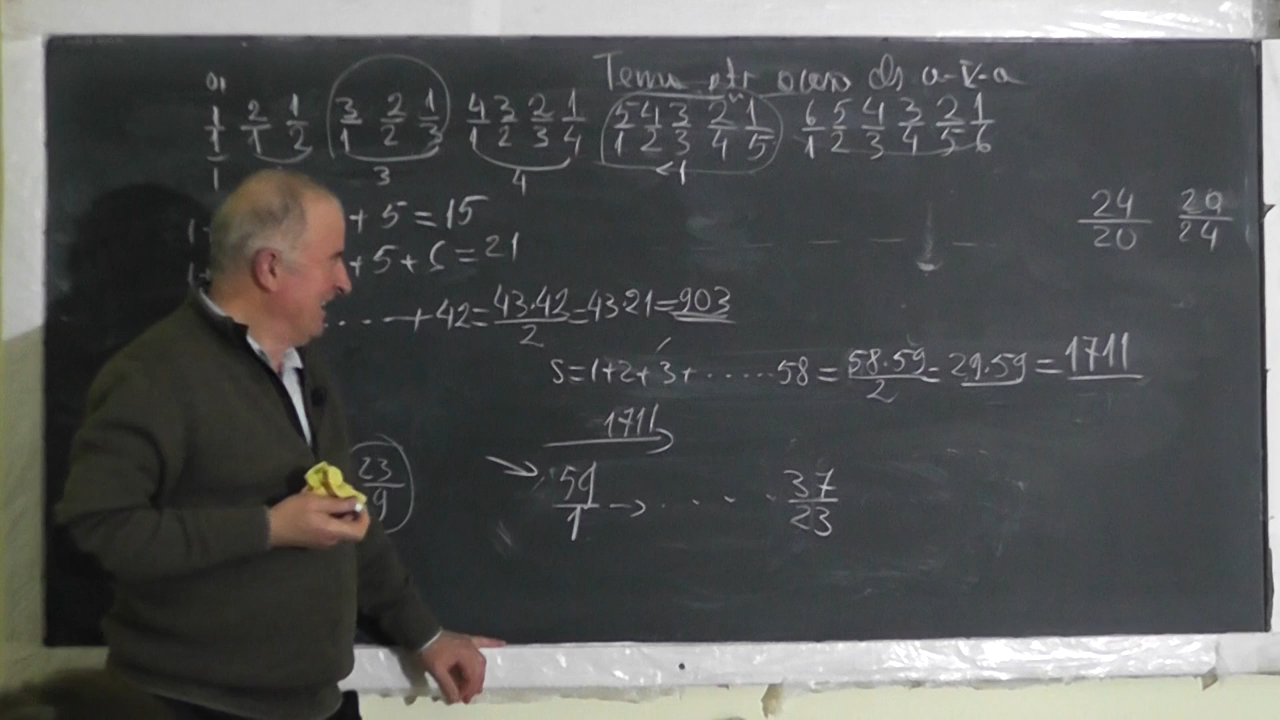 Tema ptr acasă cls a-V-a
1/1 2/1 1/2 3/1 2/2 1/3 4/1 3/2 2/3 1/4 5/1 4/2 3/3 2/4 1/5 6/1 5/2 4/3 3/4 2/5 1/6
1 3 4
+ 5 = 15
24/20 20/24
+ 5 + 6 = 21
..... + 42 = 43·42/2 = 43·21 = 903
S = 1 + 2 + 3 + ...... 58 = 58·59/2 = 29·59 = 1711
1711
23/9 59/1 → .... 37/23